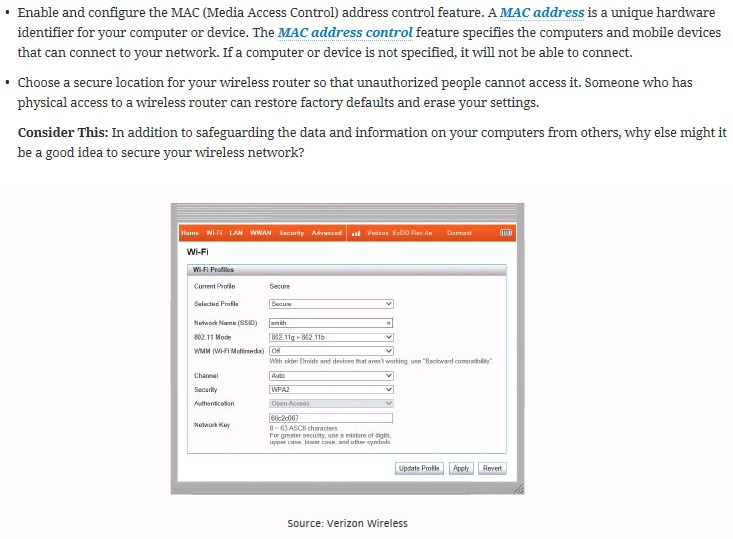 • Enable and configure the MAC (Media Access Control) address control feature. A MAC address is a unique hardware
identifier for your computer or device. The MAC address control feature specifies the computers and mobile devices
that can connect to your network. If a computer or device is not specified, it will not be able to connect.
• Choose a secure location for your wireless router so that unauthorized people cannot access it. Someone who has
physical access to a wireless router can restore factory defaults and erase your settings.
Consider This: In addition to safeguarding the data and information on your computers from others, why else might it
be a good idea to secure your wireless network?
Home Wi-Fi LAN WWAN Security Advanced Verizon EvDO Rev.Ae Dormant
Wi-Fi
Wi-Fi Profiles
Current Profile Secure
Selected Profile Secure
Network Name (SSID) smith
802.11 Mode 802.11g + 802.11b
WMM (Wi-Fi Multimedia) Off
With older Droids and devices that aren't working, use "Backward compatibility".
Channel Auto
Security WPA2
Authentication Open Access
Network Key 68c2c067
8 - 63 ASCII characters
For greater security, use a mixture of digits,
upper case, lower case, and other symbols
Update Profile Apply Revert
Source: Verizon Wireless